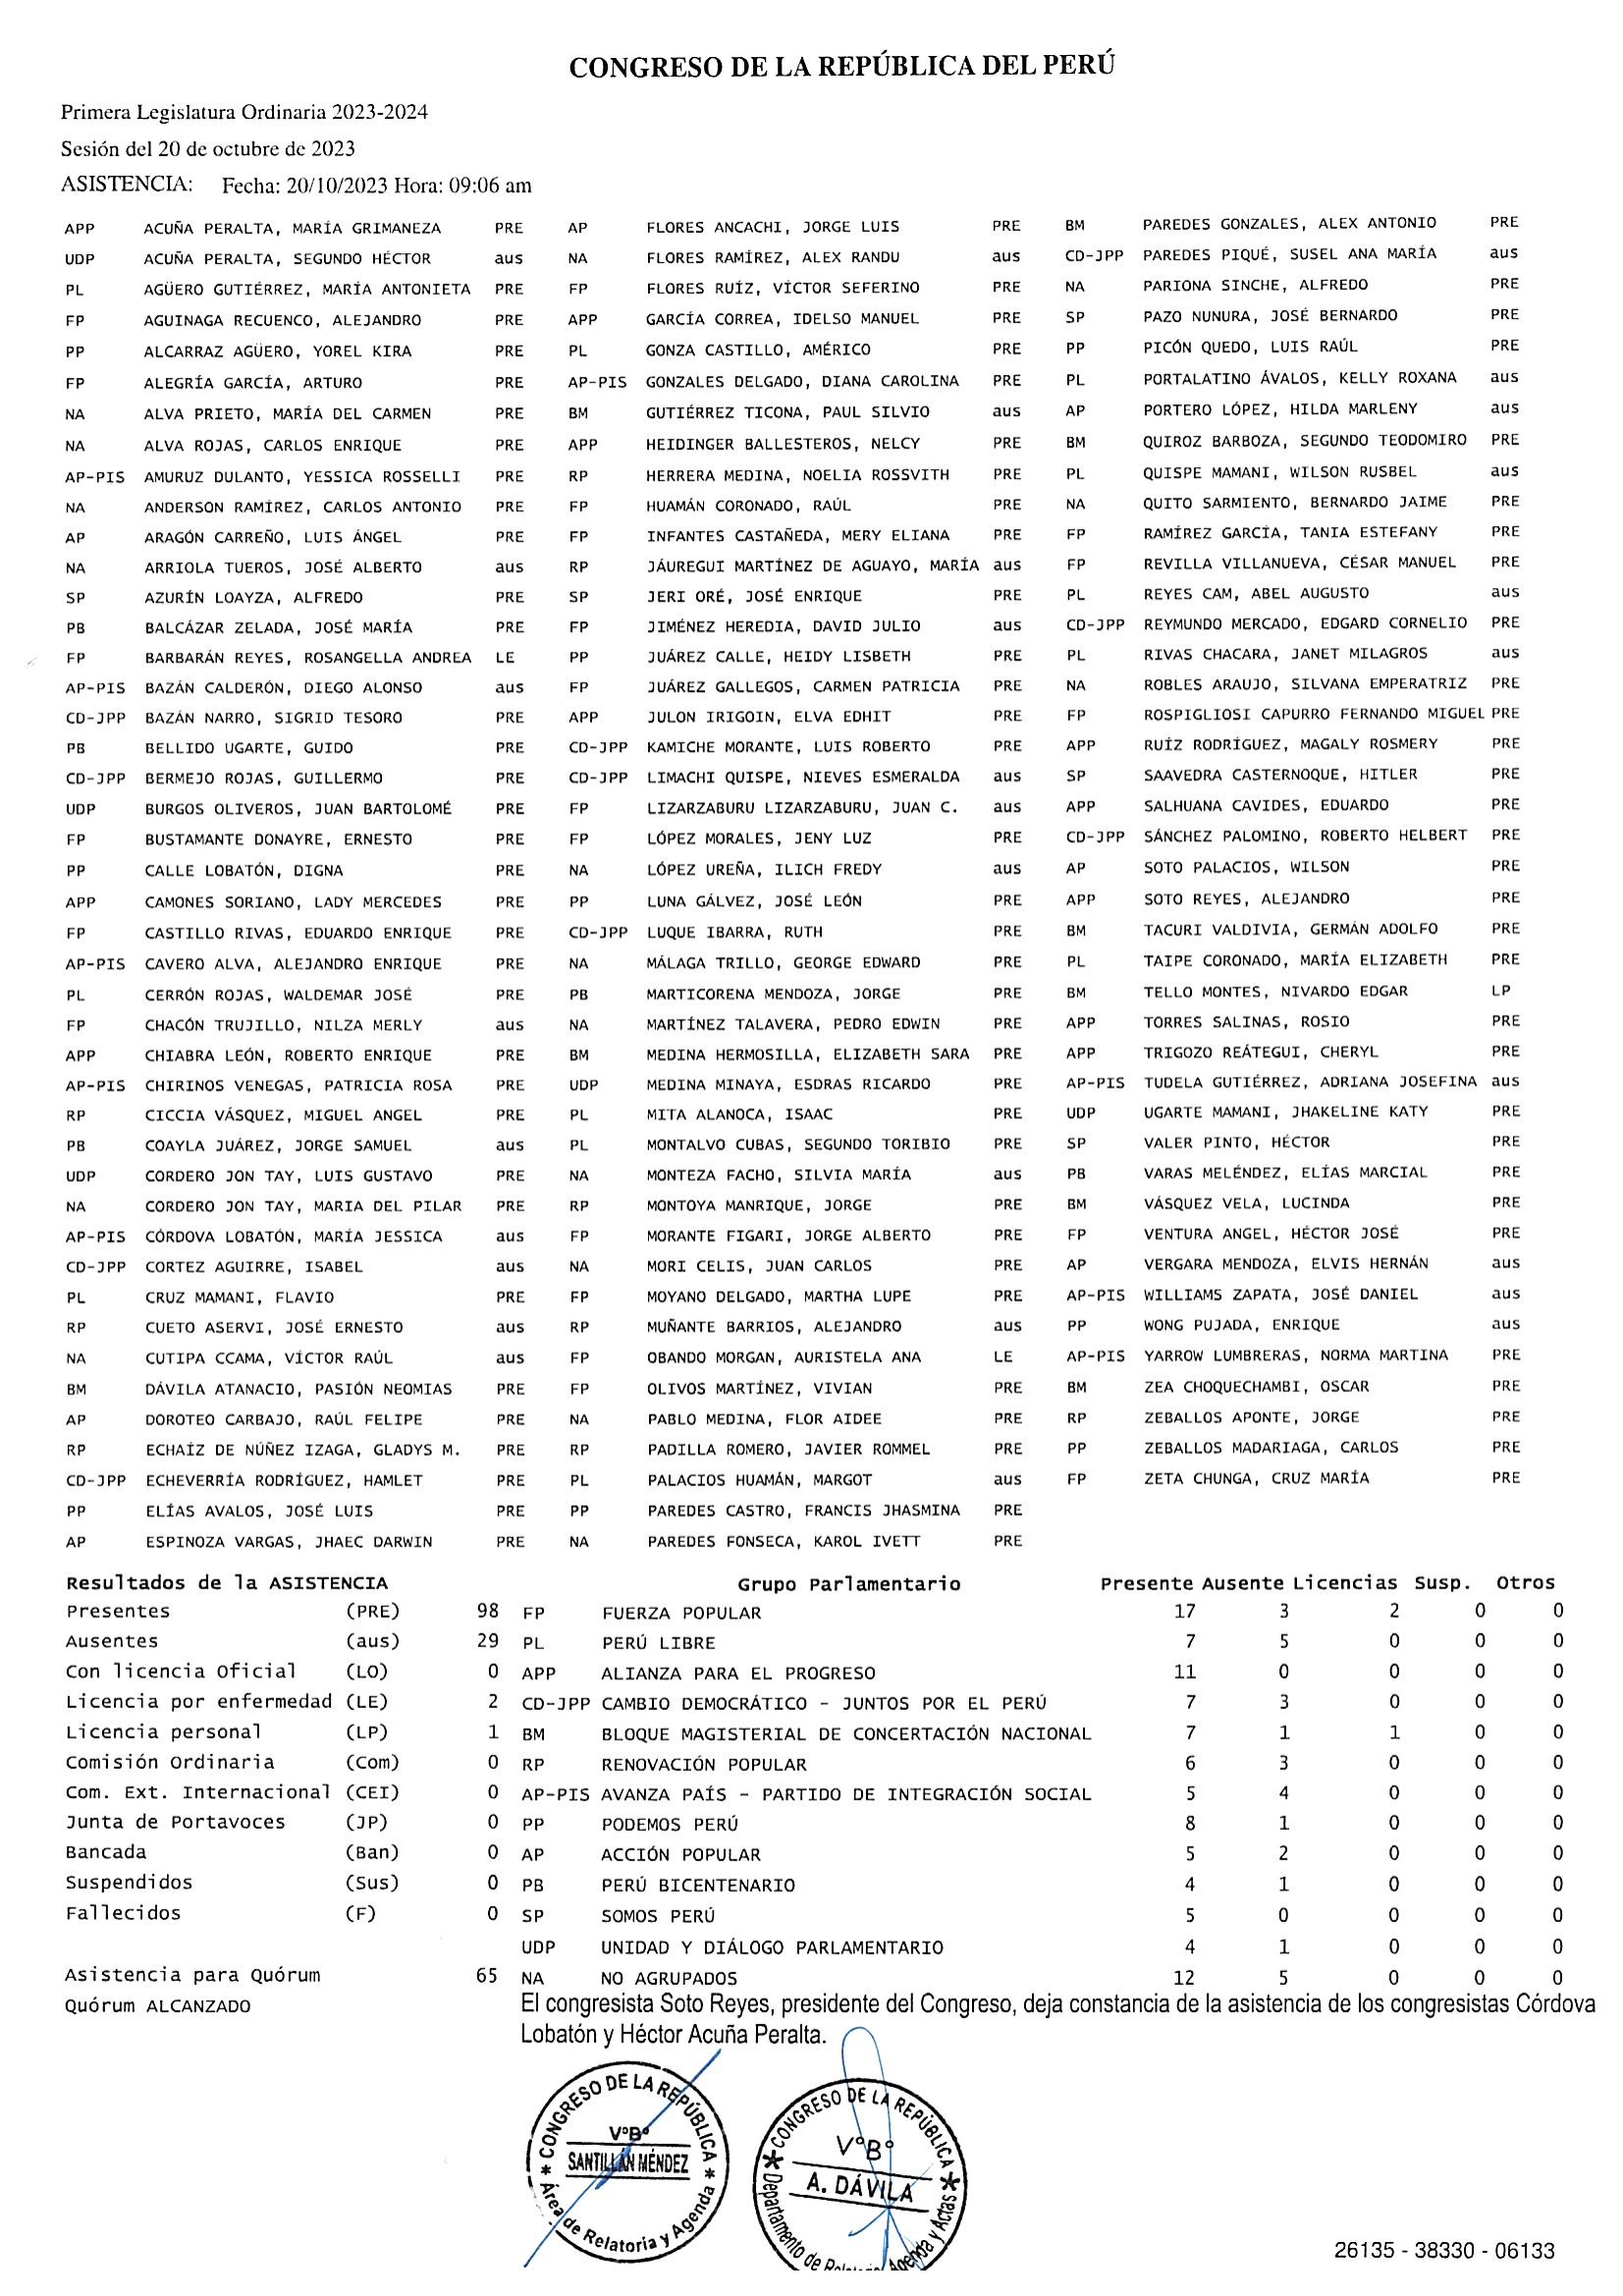 CONGRESO DE LA REPÚBLICA DEL PERÚ
Primera Legislatura Ordinaria 2023-2024
Sesión del 20 de octubre de 2023
ASISTENCIA: Fecha: 20/10/2023 Hora: 09:06 am
APP ACUÑA PERALTA, MARÍA GRIMANEZA PRE AP FLORES ANCACHI, JORGE LUIS PRE BM PAREDES GONZALES, ALEX ANTONIO PRE
UDP ACUÑA PERALTA, SEGUNDO HÉCTOR aus NA FLORES RAMÍREZ, ALEX RANDU aus CD-JPP PAREDES PIQUÉ, SUSEL ANA MARÍA aus
PL AGÜERO GUTIÉRREZ, MARÍA ANTONIETA PRE FP FLORES RUÍZ, VÍCTOR SEFERINO PRE NA PARIONA SINCHE, ALFREDO PRE
FP AGUINAGA RECUENCO, ALEJANDRO PRE APP GARCÍA CORREA, IDELSO MANUEL PRE SP PAZO NUNURA, JOSÉ BERNARDO PRE
PP ALCARRAZ AGÜERO, YOREL KIRA PRE PL GONZA CASTILLO, AMÉRICO PRE PP PICÓN QUEDO, LUIS RAÚL PRE
FP ALEGRÍA GARCÍA, ARTURO PRE AP-PIS GONZALES DELGADO, DIANA CAROLINA PRE PL PORTALATINO ÁVALOS, KELLY ROXANA aus
NA ALVA PRIETO, MARÍA DEL CARMEN PRE BM GUTIÉRREZ TICONA, PAUL SILVIO aus AP PORTERO LÓPEZ, HILDA MARLENY aus
NA ALVA ROJAS, CARLOS ENRIQUE PRE APP HEIDINGER BALLESTEROS, NELCY PRE BM QUIROZ BARBOZA, SEGUNDO TEODOMIRO PRE
AP-PIS AMURUZ DULANTO, YESSICA ROSSELLI PRE RP HERRERA MEDINA, NOELIA ROSSVITH PRE PL QUISPE MAMANI, WILSON RUSBEL aus
NA ANDERSON RAMÍREZ, CARLOS ANTONIO PRE FP HUAMÁN CORONADO, RAÚL PRE NA QUITO SARMIENTO, BERNARDO JAIME PRE
AP ARAGÓN CARREÑO, LUIS ÁNGEL PRE FP INFANTES CASTAÑEDA, MERY ELIANA PRE FP RAMÍREZ GARCÍA, TANIA ESTEFANY PRE
NA ARRIOLA TUEROS, JOSÉ ALBERTO aus RP JÁUREGUI MARTÍNEZ DE AGUAYO, MARÍA aus FP REVILLA VILLANUEVA, CÉSAR MANUEL PRE
SP AZURÍN LOAYZA, ALFREDO PRE SP JERI ORÉ, JOSÉ ENRIQUE PRE PL REYES CAM, ABEL AUGUSTO aus
PB BALCÁZAR ZELADA, JOSÉ MARÍA PRE FP JIMÉNEZ HEREDIA, DAVID JULIO aus CD-JPP REYMUNDO MERCADO, EDGARD CORNELIO PRE
FP BARBARÁN REYES, ROSANGELLA ANDREA LE PP JUÁREZ CALLE, HEIDY LISBETH PRE PL RIVAS CHACARA, JANET MILAGROS aus
AP-PIS BAZÁN CALDERÓN, DIEGO ALONSO aus FP JUÁREZ GALLEGOS, CARMEN PATRICIA PRE NA ROBLES ARAUJO, SILVANA EMPERATRIZ PRE
CD-JPP BAZÁN NARRO, SIGRID TESORO PRE APP JULON IRIGOIN, ELVA EDHIT PRE FP ROSPIGLIOSI CAPURRO FERNANDO MIGUEL PRE
PB BELLIDO UGARTE, GUIDO PRE CD-JPP KAMICHE MORANTE, LUIS ROBERTO PRE APP RUÍZ RODRÍGUEZ, MAGALY ROSMERY PRE
CD-JPP BERMEJO ROJAS, GUILLERMO PRE CD-JPP LIMACHI QUISPE, NIEVES ESMERALDA aus SP SAAVEDRA CASTERNOQUE, HITLER PRE
UDP BURGOS OLIVEROS, JUAN BARTOLOMÉ PRE FP LIZARZABURU LIZARZABURU, JUAN C. aus APP SALHUANA CAVIDES, EDUARDO PRE
FP BUSTAMANTE DONAYRE, ERNESTO PRE FP LÓPEZ MORALES, JENY LUZ PRE CD-JPP SÁNCHEZ PALOMINO, ROBERTO HELBERT PRE
PP CALLE LOBATÓN, DIGNA PRE NA LÓPEZ UREÑA, ILICH FREDY aus AP SOTO PALACIOS, WILSON PRE
APP CAMONES SORIANO, LADY MERCEDES PRE PP LUNA GÁLVEZ, JOSÉ LEÓN PRE APP SOTO REYES, ALEJANDRO PRE
FP CASTILLO RIVAS, EDUARDO ENRIQUE PRE CD-JPP LUQUE IBARRA, RUTH PRE BM TACURI VALDIVIA, GERMÁN ADOLFO PRE
AP-PIS CAVERO ALVA, ALEJANDRO ENRIQUE PRE NA MÁLAGA TRILLO, GEORGE EDWARD PRE PL TAIPE CORONADO, MARÍA ELIZABETH PRE
PL CERRÓN ROJAS, WALDEMAR JOSÉ PRE PB MARTICORENA MENDOZA, JORGE PRE BM TELLO MONTES, NIVARDO EDGAR LP
FP CHACÓN TRUJILLO, NILZA MERLY aus NA MARTÍNEZ TALAVERA, PEDRO EDWIN PRE APP TORRES SALINAS, ROSIO PRE
APP CHIABRA LEÓN, ROBERTO ENRIQUE PRE BM MEDINA HERMOSILLA, ELIZABETH SARA PRE APP TRIGOZO REÁTEGUI, CHERYL PRE
AP-PIS CHIRINOS VENEGAS, PATRICIA ROSA PRE UDP MEDINA MINAYA, ESDRAS RICARDO PRE AP-PIS TUDELA GUTIÉRREZ, ADRIANA JOSEFINA aus
RP CICCIA VÁSQUEZ, MIGUEL ANGEL PRE PL MITA ALANOCA, ISAAC PRE UDP UGARTE MAMANI, JHAKELINE KATY PRE
PB COAYLA JUÁREZ, JORGE SAMUEL aus PL MONTALVO CUBAS, SEGUNDO TORIBIO PRE SP VALER PINTO, HÉCTOR PRE
UDP CORDERO JON TAY, LUIS GUSTAVO PRE NA MONTEZA FACHO, SILVIA MARÍA aus PB VARAS MELÉNDEZ, ELÍAS MARCIAL PRE
NA CORDERO JON TAY, MARIA DEL PILAR PRE RP MONTOYA MANRIQUE, JORGE PRE BM VÁSQUEZ VELA, LUCINDA PRE
AP-PIS CÓRDOVA LOBATÓN, MARÍA JESSICA aus FP MORANTE FIGARI, JORGE ALBERTO PRE FP VENTURA ANGEL, HÉCTOR JOSÉ PRE
CD-JPP CORTEZ AGUIRRE, ISABEL aus NA MORI CELIS, JUAN CARLOS PRE AP VERGARA MENDOZA, ELVIS HERNÁN aus
PL CRUZ MAMANI, FLAVIO PRE FP MOYANO DELGADO, MARTHA LUPE PRE AP-PIS WILLIAMS ZAPATA, JOSÉ DANIEL aus
RP CUETO ASERVI, JOSÉ ERNESTO aus RP MUÑANTE BARRIOS, ALEJANDRO aus PP WONG PUJADA, ENRIQUE aus
NA CUTIPA CCAMA, VÍCTOR RAÚL aus FP OBANDO MORGAN, AURISTELA ANA LE AP-PIS YARROW LUMBRERAS, NORMA MARTINA PRE
BM DÁVILA ATANACIO, PASIÓN NEOMIAS PRE FP OLIVOS MARTÍNEZ, VIVIAN PRE BM ZEA CHOQUECHAMBI, OSCAR PRE
AP DOROTEO CARBAJO, RAÚL FELIPE PRE NA PABLO MEDINA, FLOR AIDEE PRE RP ZEBALLOS APONTE, JORGE PRE
RP ECHAÍZ DE NÚÑEZ IZAGA, GLADYS M. PRE RP PADILLA ROMERO, JAVIER ROMMEL PRE PP ZEBALLOS MADARIAGA, CARLOS PRE
CD-JPP ECHEVERRÍA RODRÍGUEZ, HAMLET PRE PL PALACIOS HUAMÁN, MARGOT aus FP ZETA CHUNGA, CRUZ MARÍA PRE
PP ELÍAS AVALOS, JOSÉ LUIS PRE PP PAREDES CASTRO, FRANCIS JHASMINA PRE
AP ESPINOZA VARGAS, JHAEC DARWIN PRE NA PAREDES FONSECA, KAROL IVETT PRE
Resultados de la ASISTENCIA Grupo Parlamentario Presente Ausente Licencias Susp. Otros
Presentes (PRE) 98 FP FUERZA POPULAR 17 3 2 0 0
Ausentes (aus) 29 PL PERÚ LIBRE 7 5 0 0 0
Con licencia Oficial (LO) 0 APP ALIANZA PARA EL PROGRESO 11 0 0 0 0
Licencia por enfermedad (LE) 2 CD-JPP CAMBIO DEMOCRÁTICO - JUNTOS POR EL PERÚ 7 3 0 0 0
Licencia personal (LP) 1 BM BLOQUE MAGISTERIAL DE CONCERTACIÓN NACIONAL 7 1 1 0 0
Comisión Ordinaria (Com) 0 RP RENOVACIÓN POPULAR 6 3 0 0 0
Com. Ext. Internacional (CEI) 0 AP-PIS AVANZA PAÍS - PARTIDO DE INTEGRACIÓN SOCIAL 5 4 0 0 0
Junta de Portavoces (JP) 0 PP PODEMOS PERÚ 8 1 0 0 0
Bancada (Ban) 0 AP ACCIÓN POPULAR 5 2 0 0 0
Suspendidos (Sus) 0 PB PERÚ BICENTENARIO 4 1 0 0 0
Fallecidos (F) 0 SP SOMOS PERÚ 5 0 0 0 0
UDP UNIDAD Y DIÁLOGO PARLAMENTARIO 4 1 0 0 0
Asistencia para Quórum 65 NA NO AGRUPADOS 12 5 0 0 0
Quórum ALCANZADO El congresista Soto Reyes, presidente del Congreso, deja constancia de la asistencia de los congresistas Córdova
Lobatón y Héctor Acuña Peralta.
CONGRESO DE LA REPÚBLICA
V°B°
SANTILLÁN MÉNDEZ
Área de Relatoría y Agenda
CONGRESO DE LA REPÚBLICA
V°B°
A. DÁVILA
Departamento de Agenda y Actas
26135 - 38330 - 06133